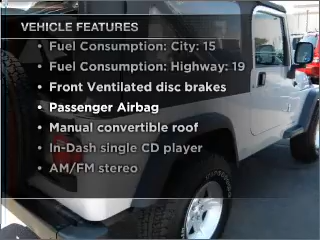 VEHICLE FEATURES
• Fuel Consumption: City: 15
• Fuel Consumption: Highway: 19
• Front Ventilated disc brakes
• Passenger Airbag
• Manual convertible roof
• In-Dash single CD player
• AM/FM stereo